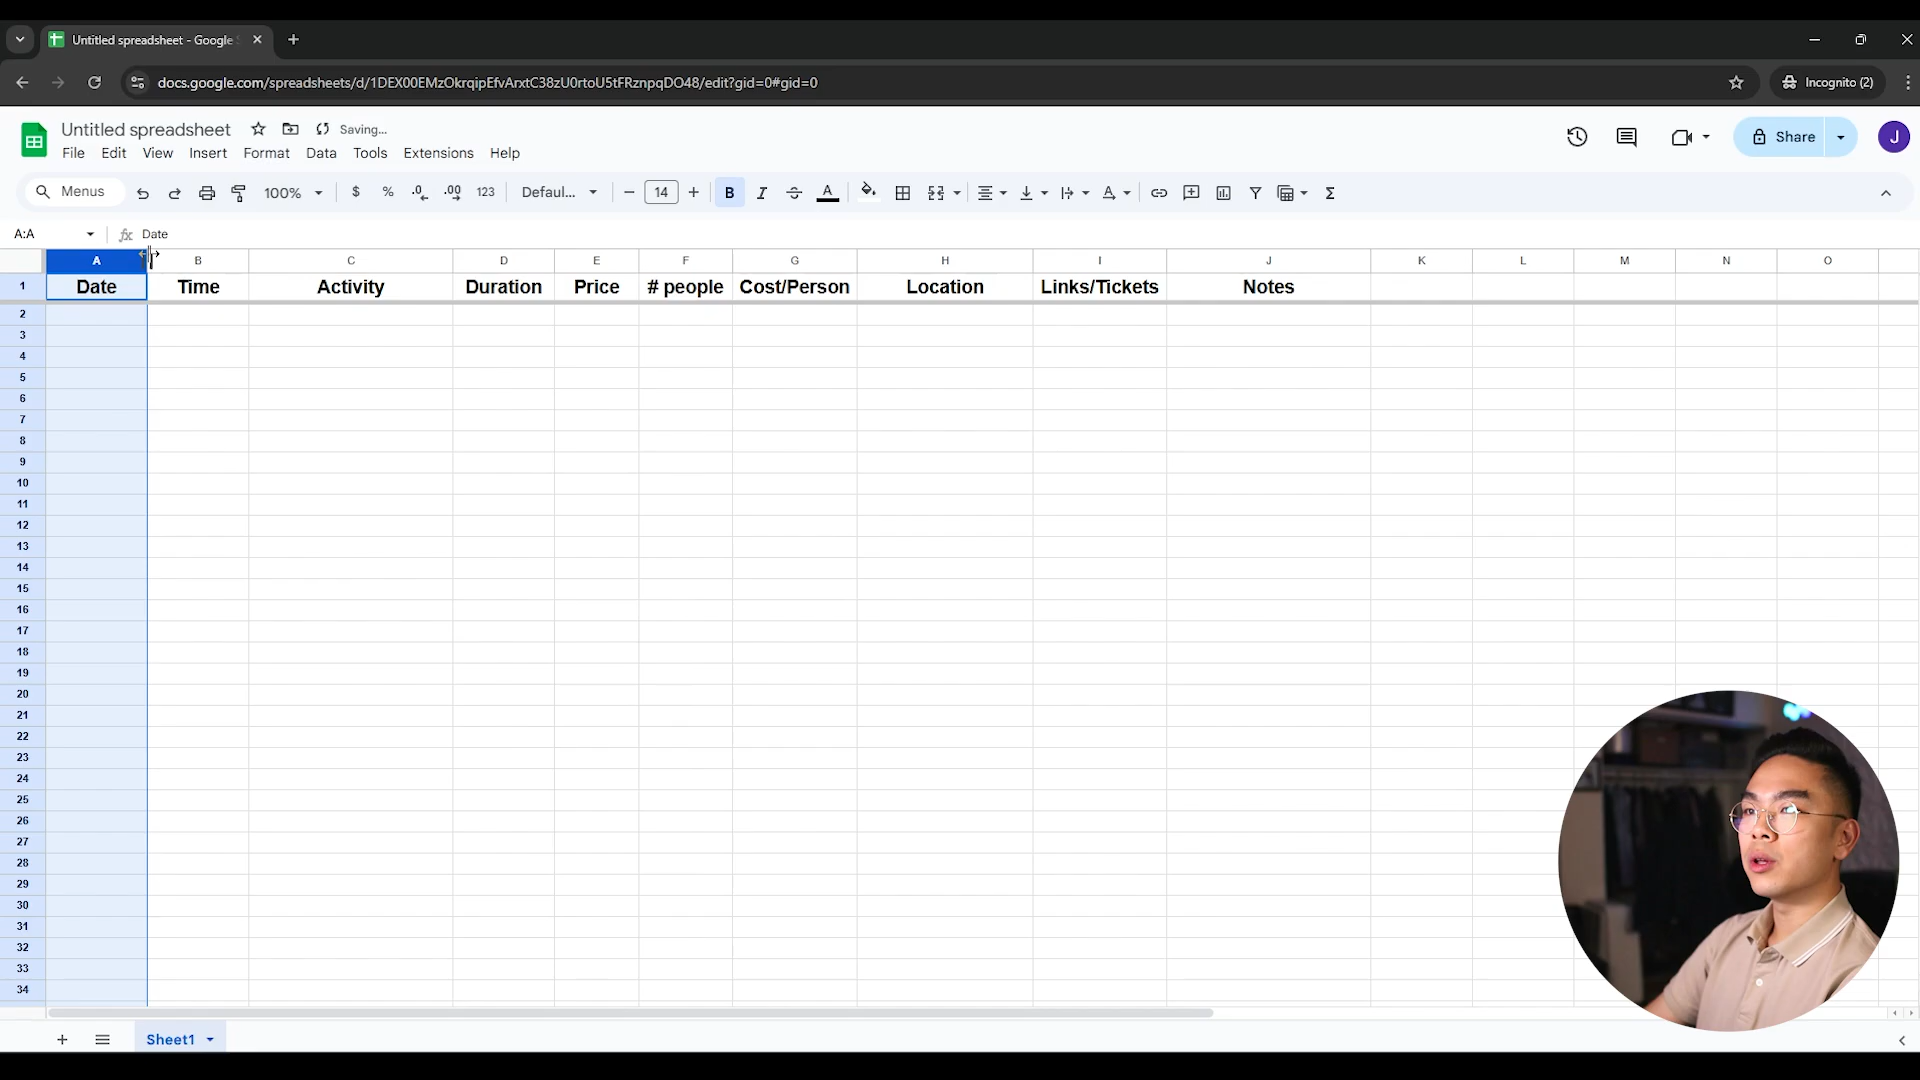 Untitled spreadsheet - Google
docs.google.com/spreadsheets/d/1DEX00EMzOkrqipEfvArxtC38zU0rtoU5tFRznpqDO48/edit?gid=0#gid=0
Incognito (2)
Untitled spreadsheet
Saving...
File Edit View Insert Format Data Tools Extensions Help
Share
J
Menus
100%
$ % .0 .00 123
Defaul...
14
B I A
A:A
fx Date
A B C D E F G H I J K L M N O
1 Date Time Activity Duration Price # people Cost/Person Location Links/Tickets Notes
2
3
4
5
6
7
8
9
10
11
12
13
14
15
16
17
18
19
20
21
22
23
24
25
26
27
28
29
30
31
32
33
34
Sheet1